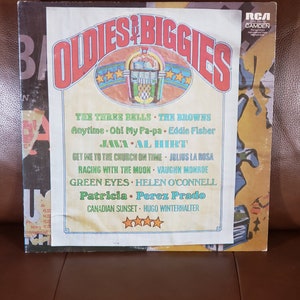 RCA
CAMDEN
OLDIES BUT BIGGIES
THE THREE BELLS · THE BROWNS
Anytime · Oh! My Pa-pa · Eddie Fisher
JAVA · AL HIRT
GET ME TO THE CHURCH ON TIME · JULIUS LA ROSA
RACING WITH THE MOON · VAUGHN MONROE
GREEN EYES · HELEN O'CONNELL
Patricia · Perez Prado
CANADIAN SUNSET · HUGO WINTERHALTER